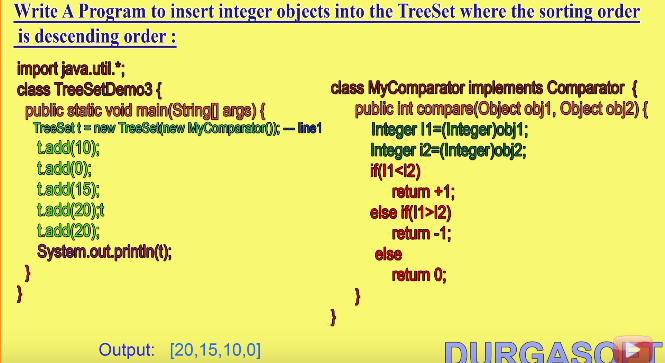 Write A Program to insert integer objects into the TreeSet where the sorting order
is descending order :
import java.util.*;
class TreeSetDemo3 {
public static void main(String[] args) {
TreeSet t = new TreeSet(new MyComparator()); --- line1
t.add(10);
t.add(0);
t.add(15);
t.add(20);t
t.add(20);
System.out.println(t);
}
}
class MyComparator implements Comparator {
public int compare(Object obj1, Object obj2) {
Integer I1=(Integer)obj1;
Integer i2=(Integer)obj2;
if(I1<I2)
return +1;
else if(I1>I2)
return -1;
else
return 0;
}
}
Output: [20,15,10,0]
DURGASOFT